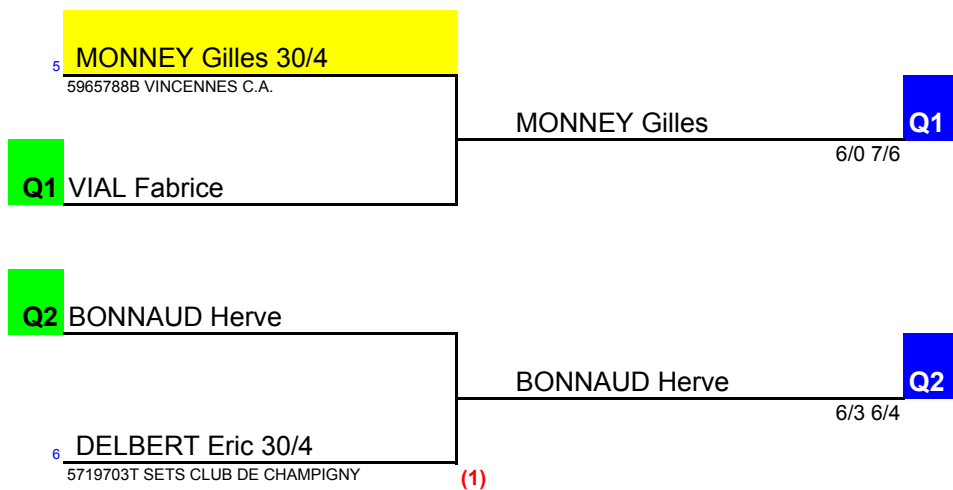 5 MONNEY Gilles 30/4
5965788B VINCENNES C.A.
MONNEY Gilles Q1
6/0 7/6
Q1 VIAL Fabrice
Q2 BONNAUD Herve
BONNAUD Herve Q2
6/3 6/4
6 DELBERT Eric 30/4
5719703T SETS CLUB DE CHAMPIGNY (1)